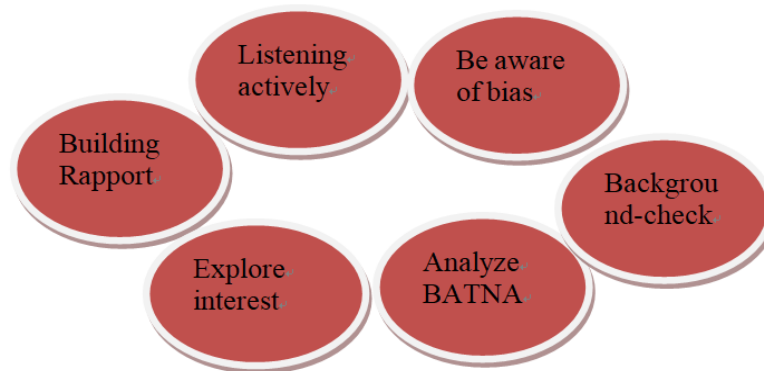 Listening
actively
Be aware
of bias
Building
Rapport
Backgrou
nd-check
Explore
interest
Analyze
BATNA